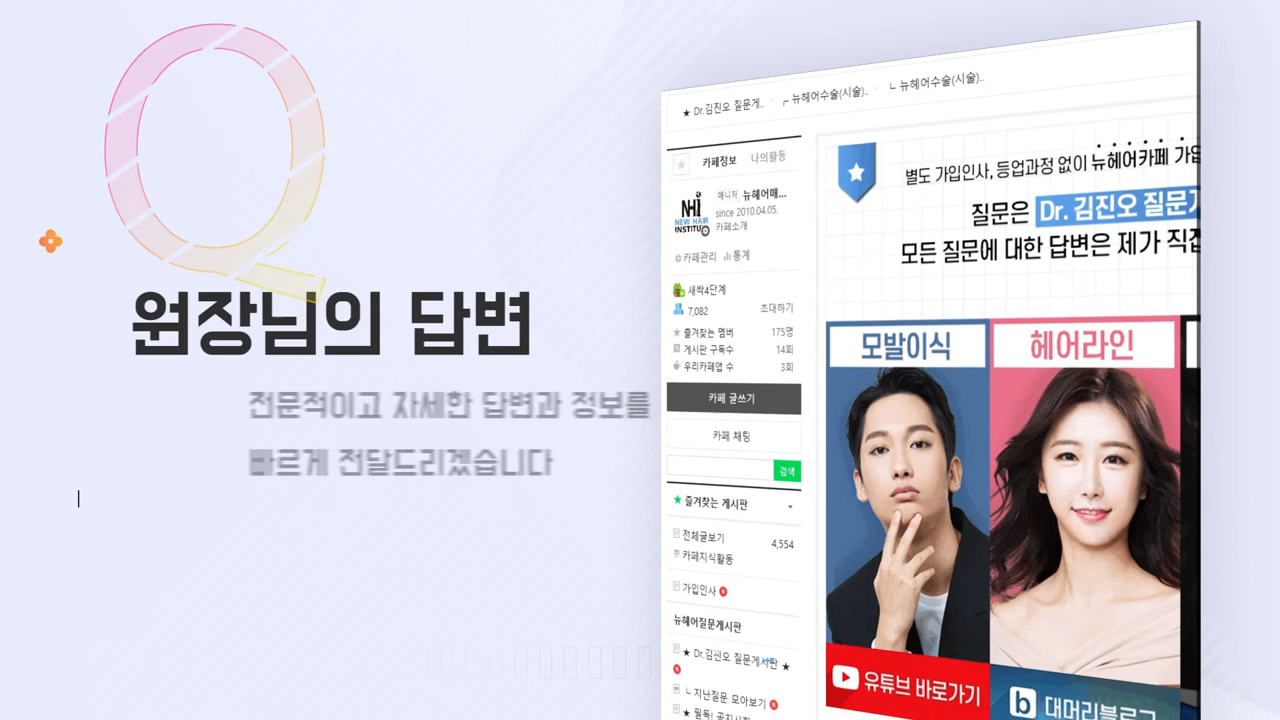 Q
원장님의 답변
전문적이고 자세한 답변과 정보를
바르게 전달드리겠습니다
★ Dr.김진오 질문게.. · ┌ 뉴헤어수술(시술).. · ㄴ 뉴헤어수술(시술)..
카페정보 나의활동
NHI
NEW HAIR
INSTITU
매니저 뉴헤어매...
since 2010.04.05.
카페소개
카페관리 통계
새싹4단계
7,082 초대하기
즐겨찾는 멤버 175명
게시판 구독수 14회
우리카페앱 수 3회
카페 글쓰기
카페 채팅
검색
★ 즐겨찾는 게시판
전체글보기 4,554
카페지식활동
가입인사
뉴헤어질문게시판
★ Dr.김진오 질문게시판 ★
ㄴ 지난질문 모아보기
★ 필독! 공지사항
별도 가입인사, 등업과정 없이 뉴헤어카페 가입
질문은 Dr. 김진오 질문
모든 질문에 대한 답변은 제가 직접
모발이식
헤어라인
유튜브 바로가기
b 대머리블로그